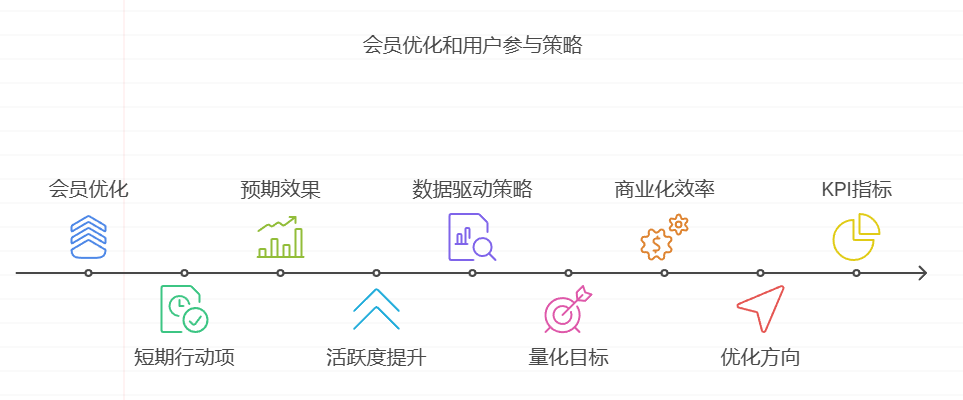 会员优化和用户参与策略
会员优化
预期效果
数据驱动策略
商业化效率
KPI指标
短期行动项
活跃度提升
量化目标
优化方向